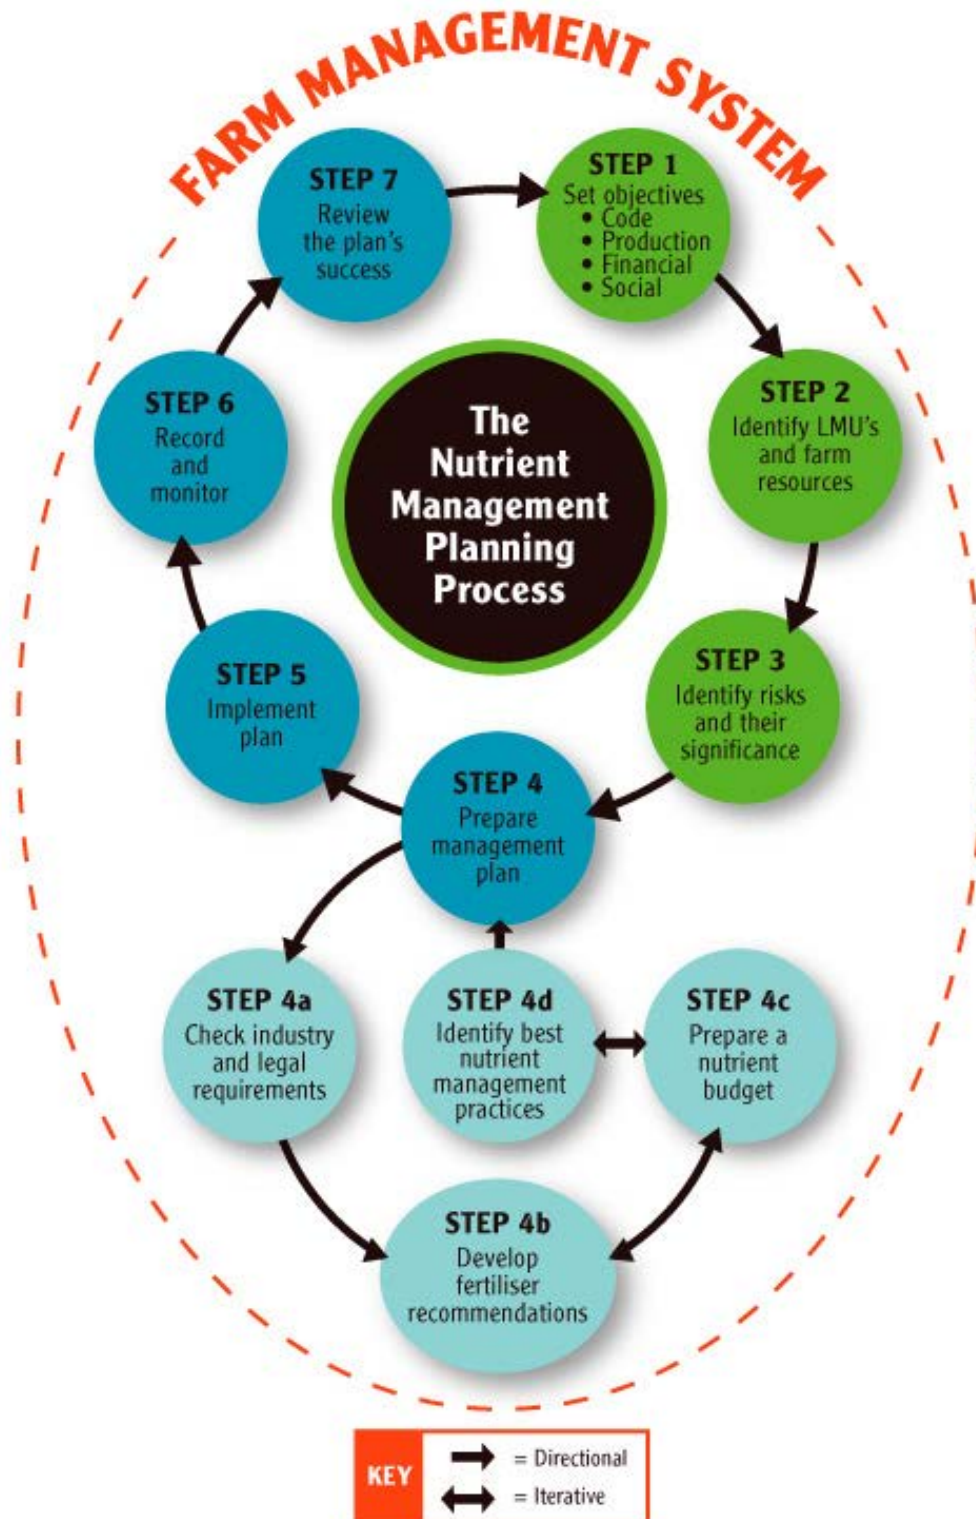 FARM MANAGEMENT SYSTEM
STEP 7
Review
the plan's
success
STEP 1
Set objectives
• Code
• Production
• Financial
• Social
STEP 6
Record
and
monitor
The
Nutrient
Management
Planning
Process
STEP 2
Identify LMU's
and farm
resources
STEP 5
Implement
plan
STEP 3
Identify risks
and their
significance
STEP 4
Prepare
management
plan
STEP 4a
Check industry
and legal
requirements
STEP 4d
Identify best
nutrient
management
practices
STEP 4c
Prepare a
nutrient
budget
STEP 4b
Develop
fertiliser
recommendations
KEY
= Directional
= Iterative